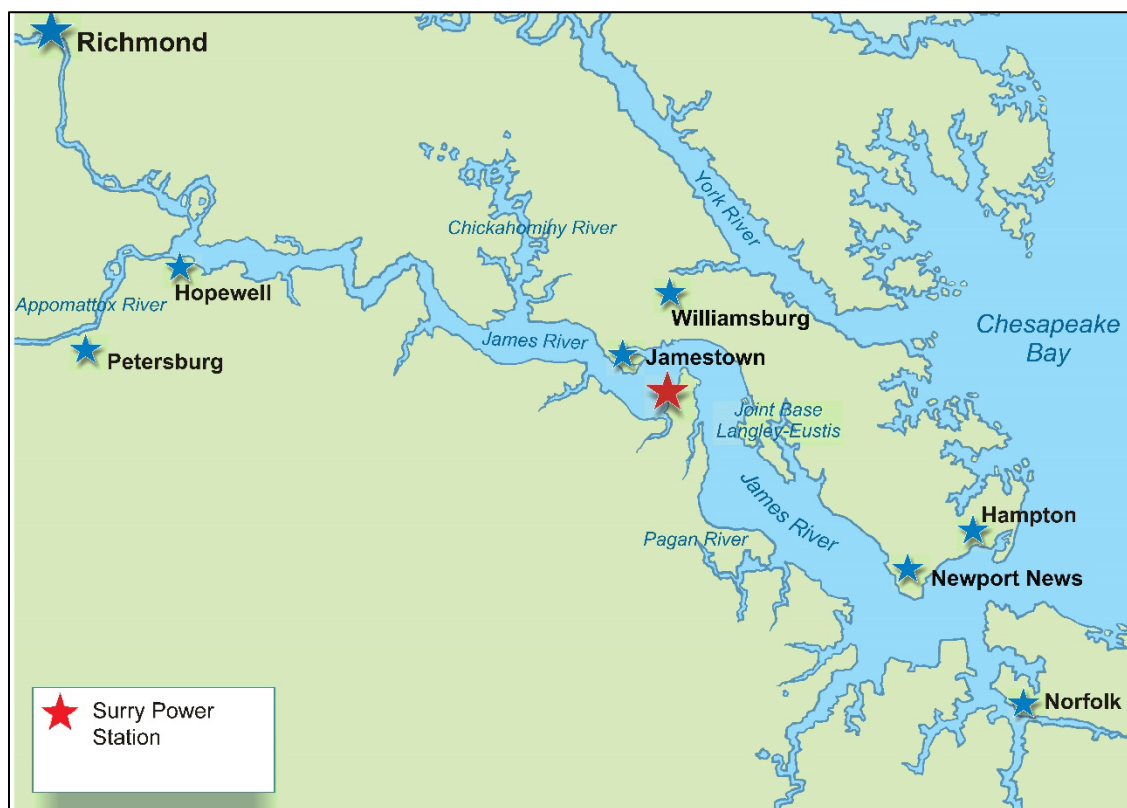 Richmond
York River
Chickahominy River
Hopewell
Appomattox River
Williamsburg
Chesapeake
Bay
James River
Jamestown
Petersburg
Joint Base
Langley-Eustis
James River
Hampton
Pagan River
Newport News
Norfolk
Surry Power
Station